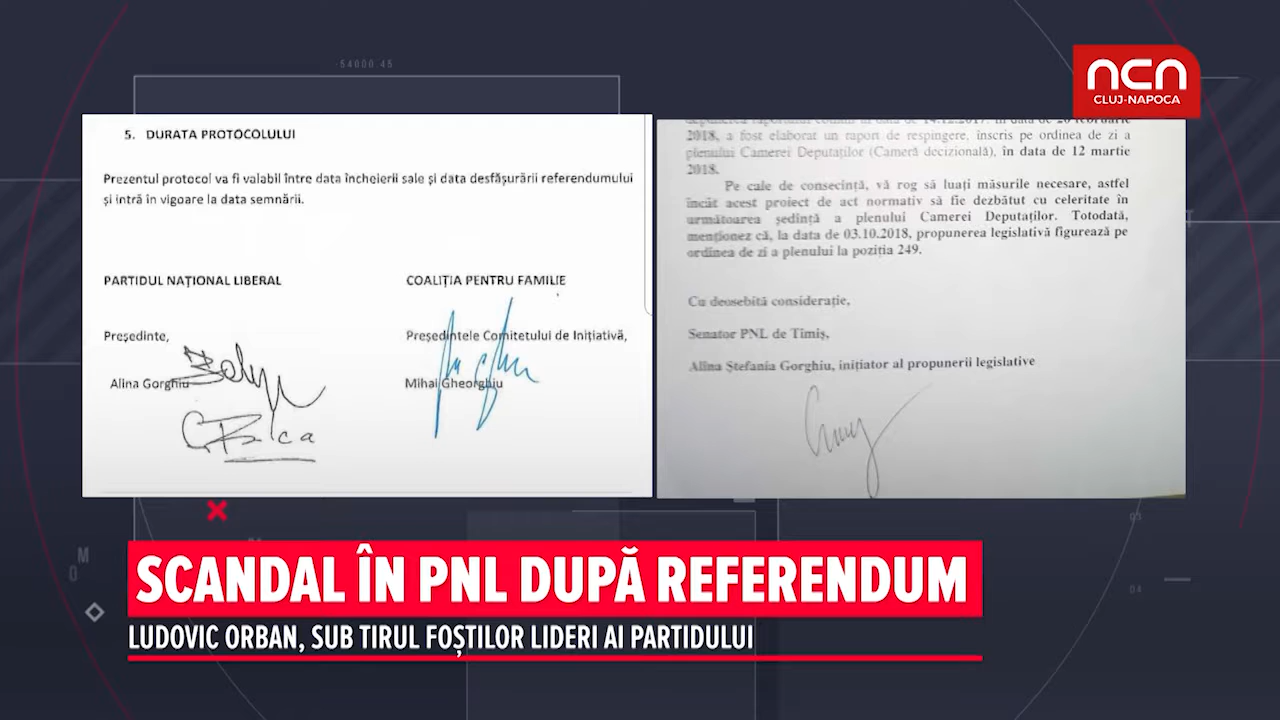 54000.45
NCN
CLUJ-NAPOCA
5. DURATA PROTOCOLULUI
Prezentul protocol va fi valabil între data încheierii sale și data desfășurării referendumului
și intră în vigoare la data semnării.
PARTIDUL NAȚIONAL LIBERAL
COALIȚIA PENTRU FAMILIE
Președinte,
Președintele Comitetului de Inițiativă,
Alina Gorghiu
Mihai Gheorghiu
2018, a fost elaborat un raport de respingere, înscris pe ordinea de zi a
plenului Camerei Deputaților (Cameră decizională), în data de 12 martie
2018.
Pe cale de consecință, vă rog să luați măsurile necesare, astfel
încât acest proiect de act normativ să fie dezbătut cu celeritate în
următoarea ședință a plenului Camerei Deputaților. Totodată,
menționez că, la data de 03.10.2018, propunerea legislativă figurează pe
ordinea de zi a plenului la poziția 249.
Cu deosebită considerație,
Senator PNL de Timiș,
Alina Ștefania Gorghiu, inițiator al propunerii legislative
M
0
03
04
SCANDAL ÎN PNL DUPĂ REFERENDUM
LUDOVIC ORBAN, SUB TIRUL FOȘTILOR LIDERI AI PARTIDULUI